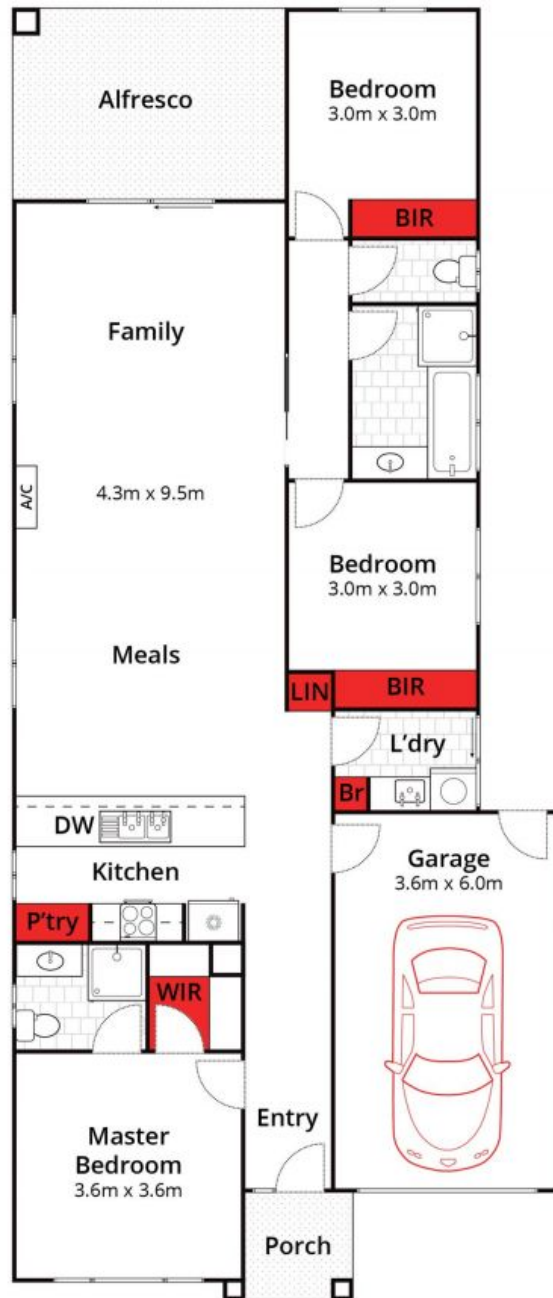 Alfresco
Bedroom
3.0m x 3.0m
BIR
Family
A/C
4.3m x 9.5m
Bedroom
3.0m x 3.0m
Meals
LIN
BIR
L'dry
Br
DW
Kitchen
Garage
3.6m x 6.0m
P'try
WIR
Entry
Master
Bedroom
3.6m x 3.6m
Porch